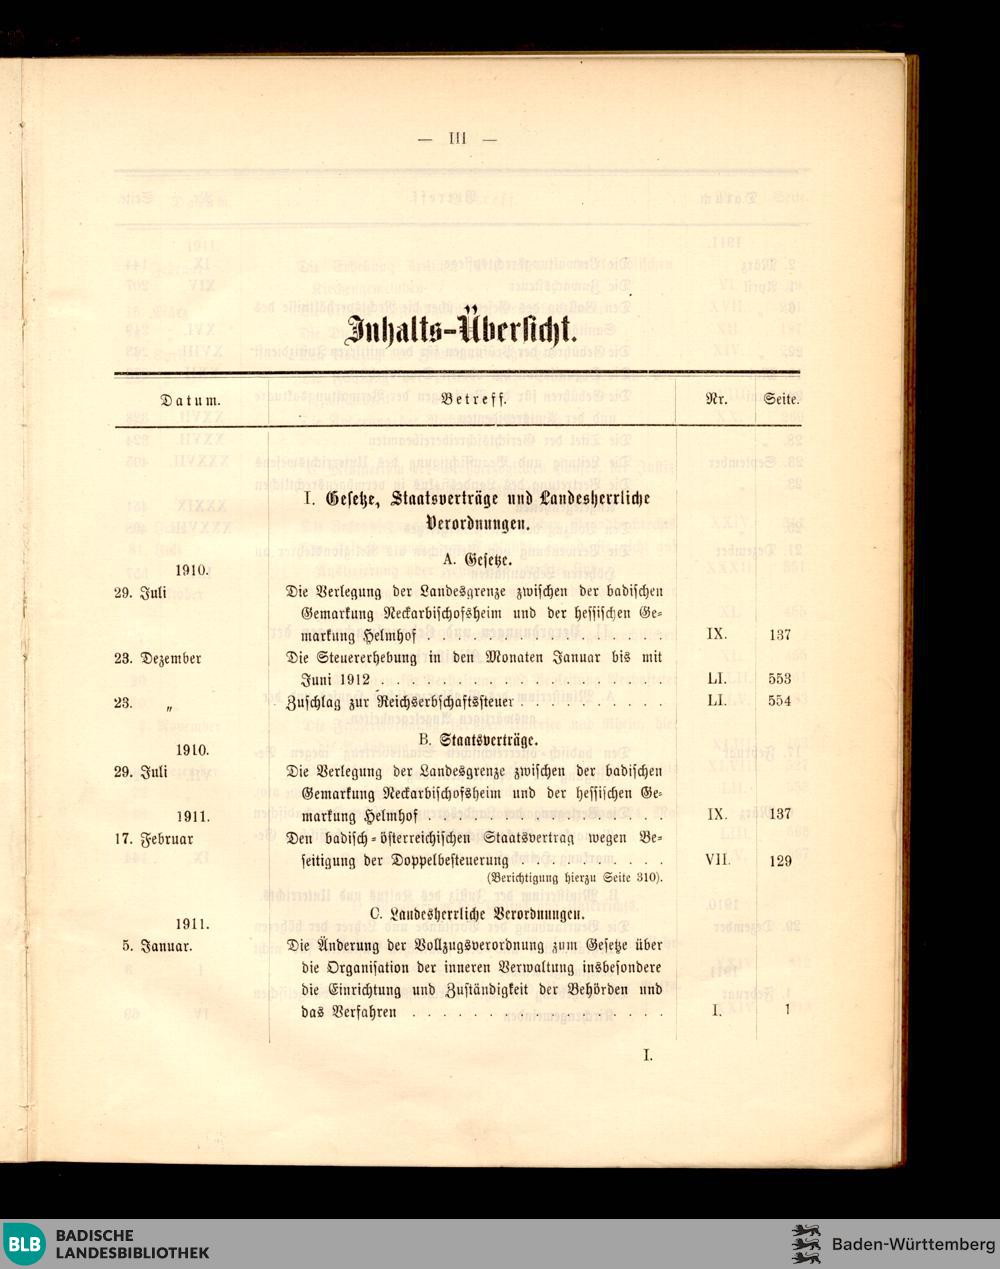 — III —
Inhalts-Übersicht.
Datum. Betreff. Nr. Seite.
I. Gesetze, Staatsverträge und Landesherrliche
Verordnungen.
A. Gesetze.
1910.
29. Juli Die Verlegung der Landesgrenze zwischen der badischen
Gemarkung Neckarbischofsheim und der hessischen Ge-
markung Helmhof . . . . . . . . . . . . . . . . IX. 137
23. Dezember Die Steuererhebung in den Monaten Januar bis mit
Juni 1912 . . . . . . . . . . . . . . . . . . LI. 553
23. „ Zuschlag zur Reichserbschaftssteuer . . . . . . . . . . LI. 554
B. Staatsverträge.
1910.
29. Juli Die Verlegung der Landesgrenze zwischen der badischen
Gemarkung Neckarbischofsheim und der hessischen Ge-
1911. markung Helmhof . . . . . . . . . . . . . . . . IX. 137
17. Februar Den badisch-österreichischen Staatsvertrag wegen Be-
seitigung der Doppelbesteuerung . . . . . . . . . . VII. 129
(Berichtigung hierzu Seite 310).
C. Landesherrliche Verordnungen.
1911.
5. Januar. Die Änderung der Vollzugsverordnung zum Gesetze über
die Organisation der inneren Verwaltung insbesondere
die Einrichtung und Zuständigkeit der Behörden und
das Verfahren . . . . . . . . . . . . . . . . . I. 1
I.
BLB BADISCHE
LANDESBIBLIOTHEK
Baden-Württemberg